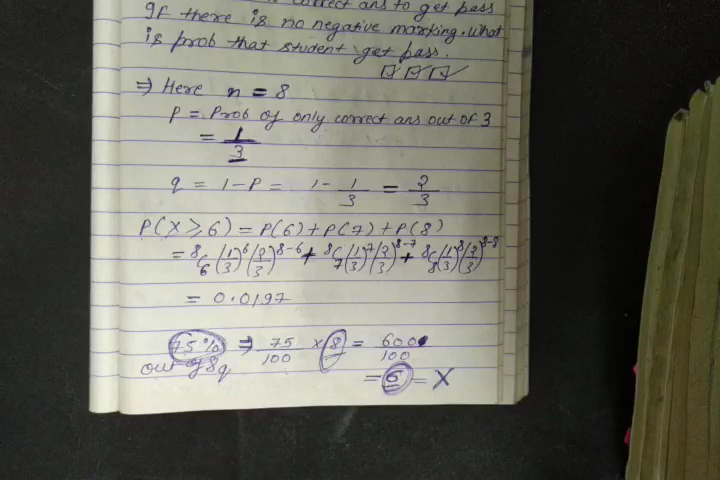 correct ans to get pass
If there is no negative marking. What
is prob that student get pass.
⇒ Here n = 8
P = Prob of only correct ans out of 3
= 1/3
q = 1-P = 1- 1/3 = 2/3
P(X ≥ 6) = P(6) + P(7) + P(8)
= 8C6 (1/3)^6 (2/3)^8-6 + 8C7 (1/3)^7 (2/3)^8-7 + 8C8 (1/3)^8 (2/3)^8-8
= 0.0197
75% ⇒ 75/100 × 8 = 600/100
out of 8q
= 6 = X